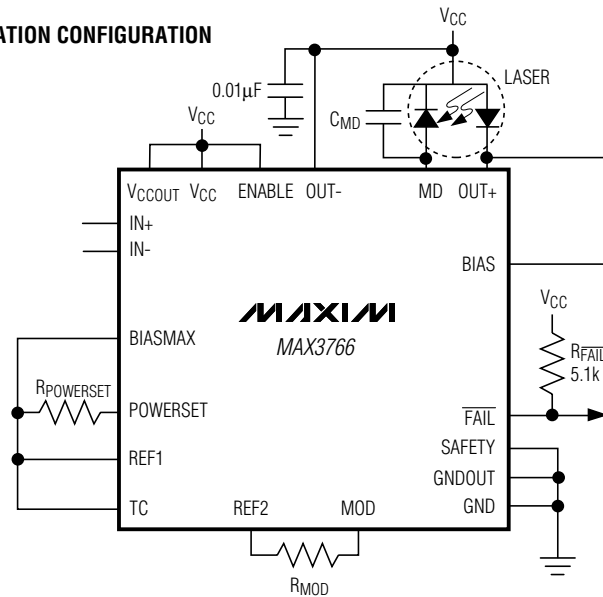 ATION CONFIGURATION
VCC
LASER
0.01μF
CMD
VCC
VCCOUT VCC ENABLE OUT- MD OUT+
IN+
IN-
BIAS
MAXIM
MAX3766
VCC
BIASMAX
RFAIL
5.1k
RPOWERSET
POWERSET
FAIL
REF1
SAFETY
GNDOUT
TC
REF2 MOD
GND
RMOD